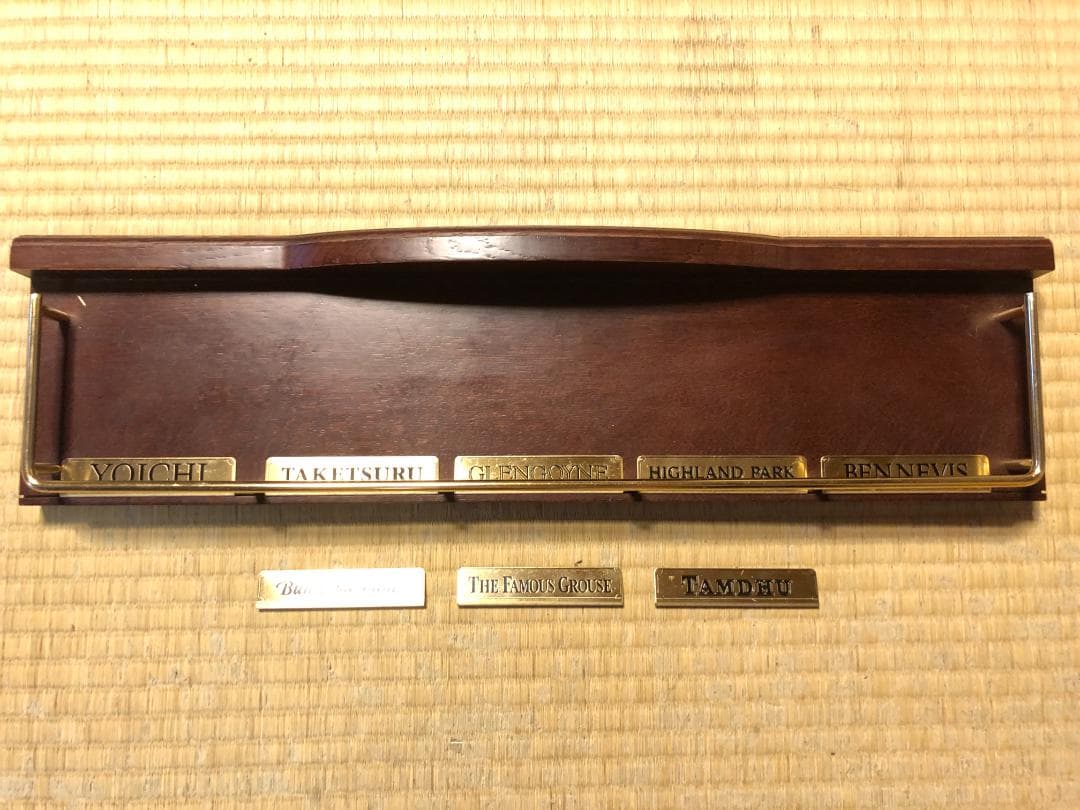 YOICHI
TAKETSURU
GLENGOYNE
HIGHLAND PARK
BEN NEVIS
THE FAMOUS GROUSE
TAMDHU